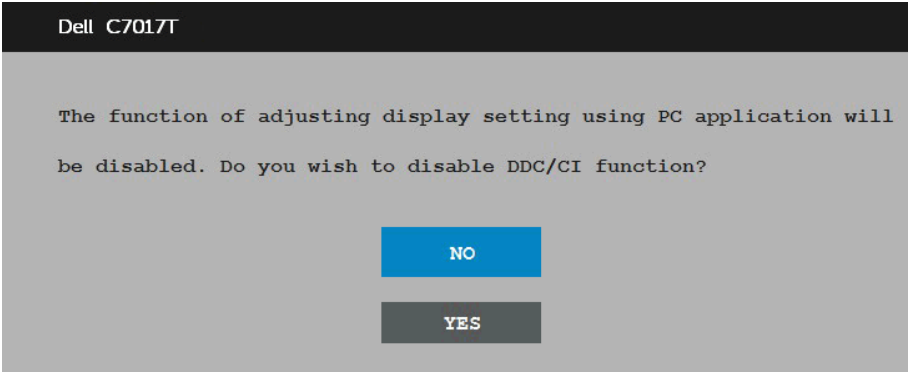 Dell C7017T
The function of adjusting display setting using PC application will
be disabled. Do you wish to disable DDC/CI function?
NO
YES